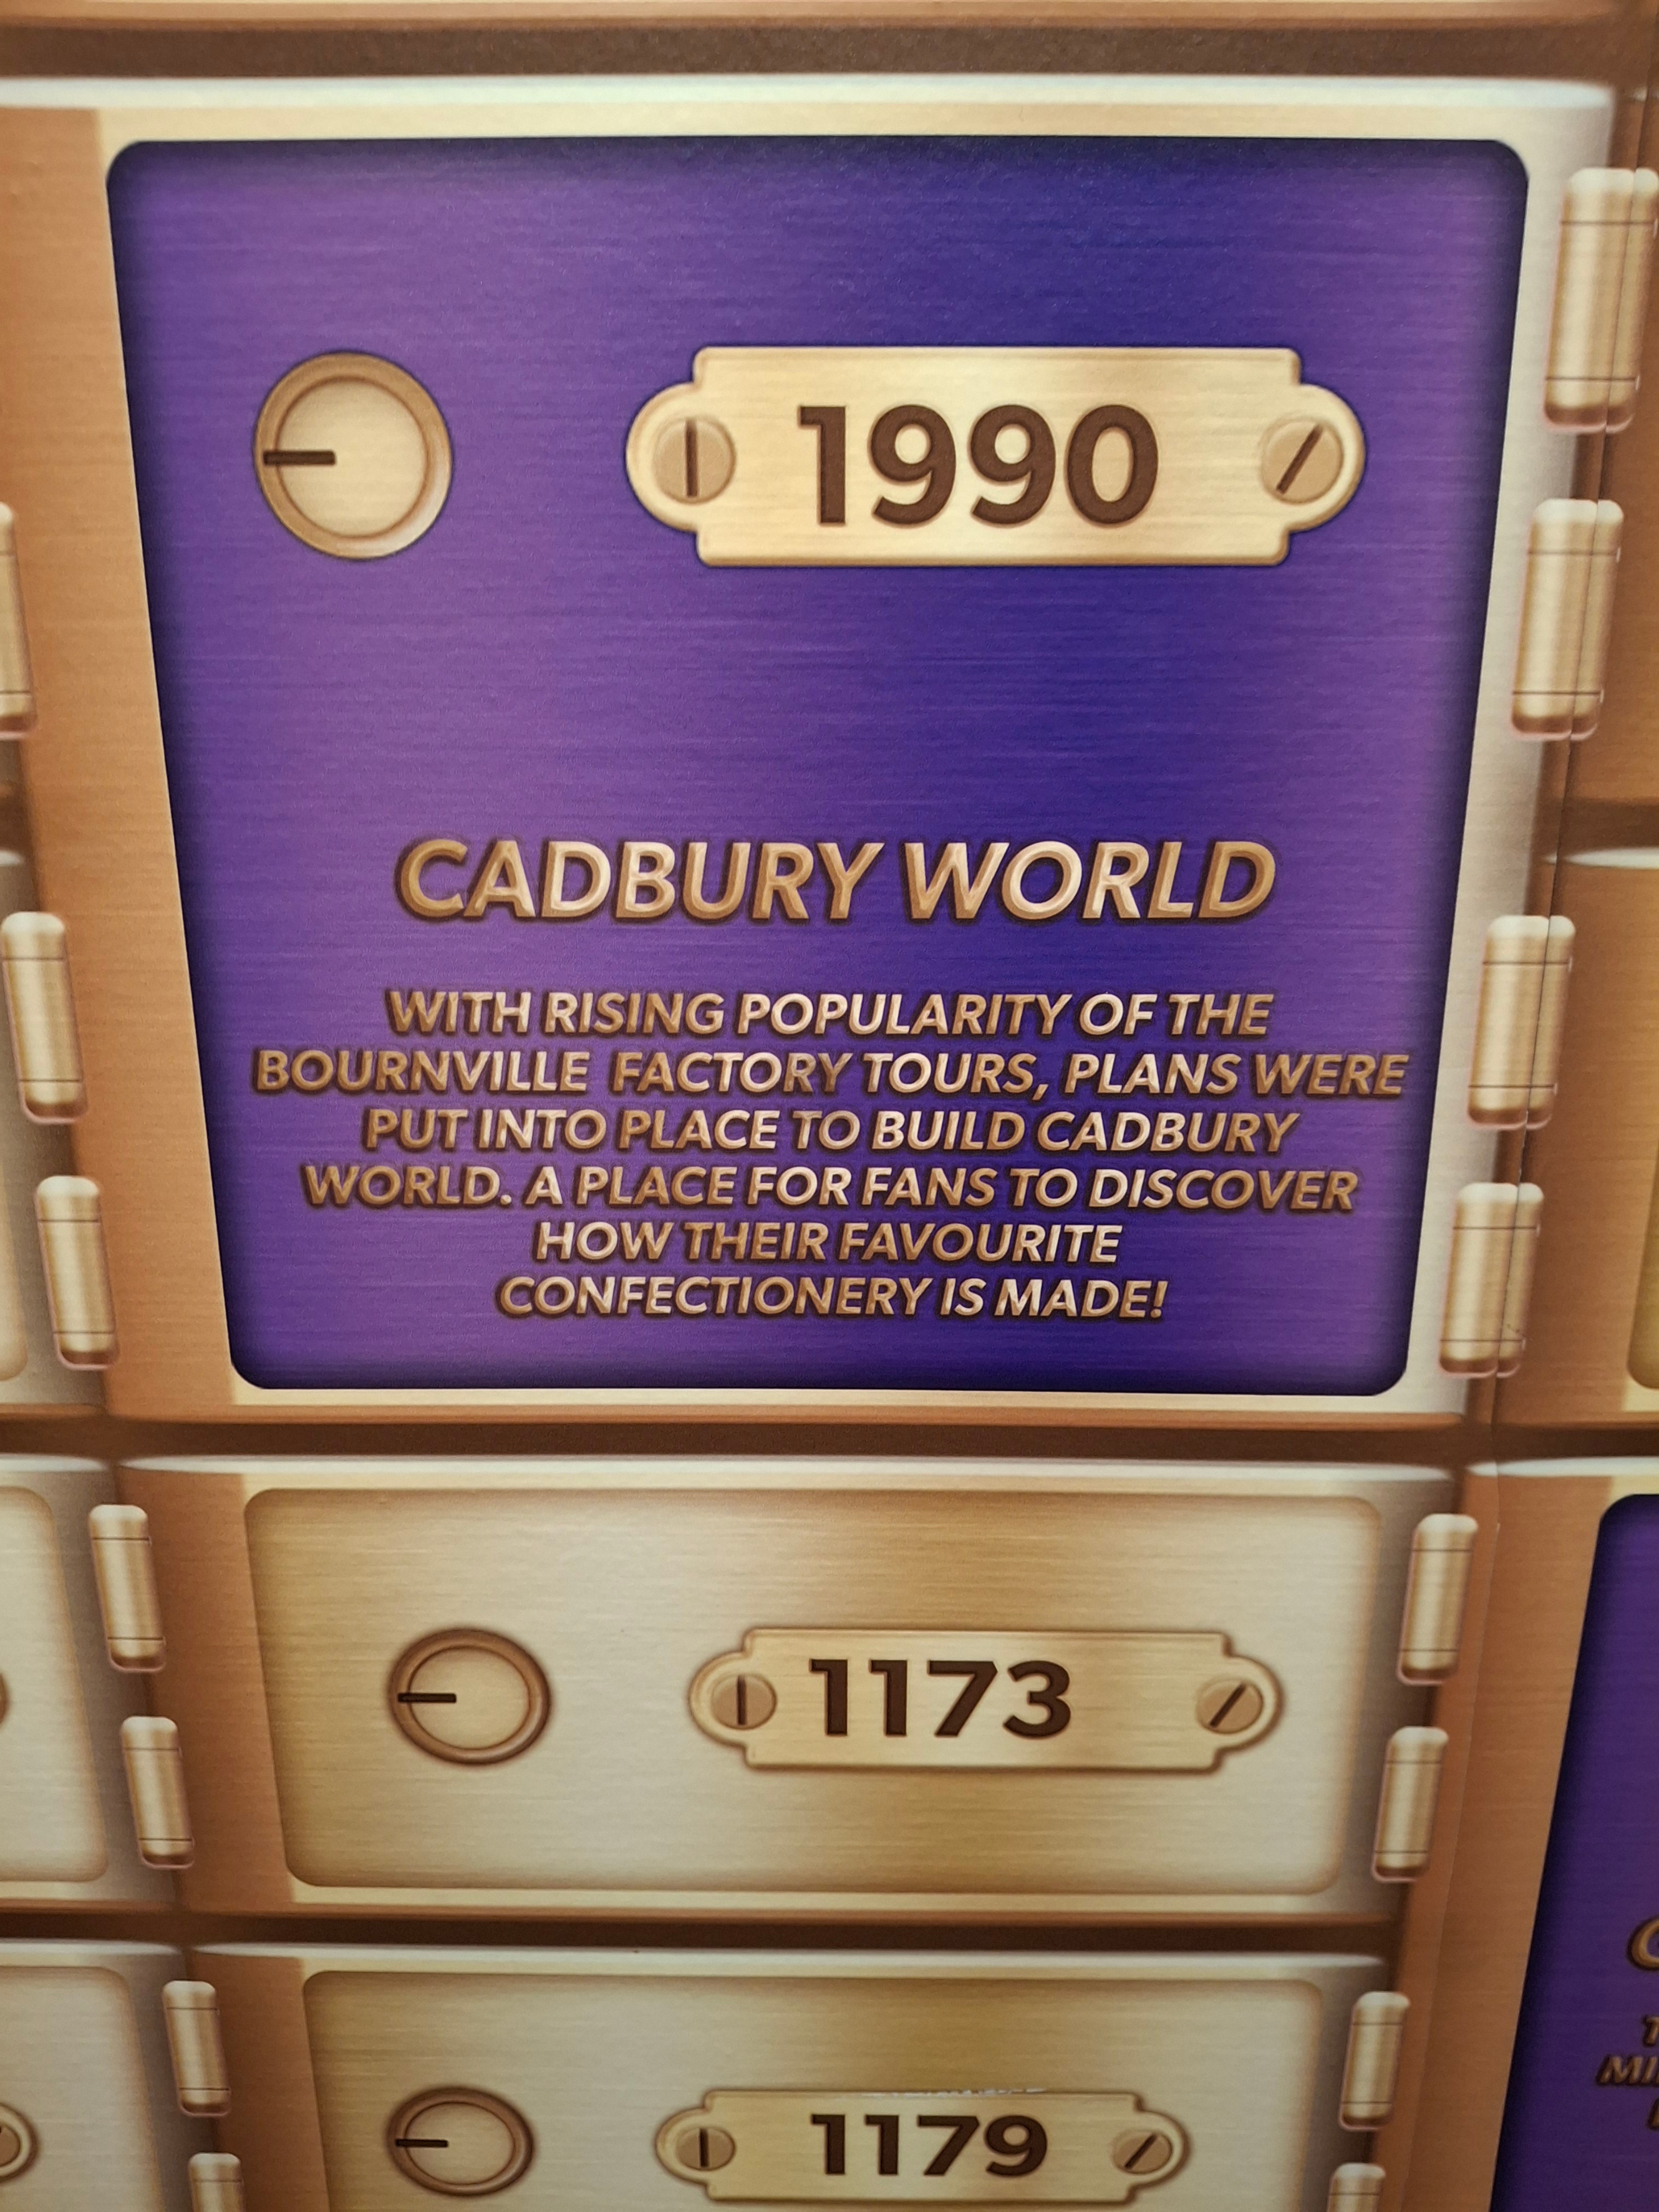 1990
CADBURY WORLD
WITH RISING POPULARITY OF THE
BOURNVILLE FACTORY TOURS, PLANS WERE
PUT INTO PLACE TO BUILD CADBURY
WORLD. A PLACE FOR FANS TO DISCOVER
HOW THEIR FAVOURITE
CONFECTIONERY IS MADE!
1173
1179